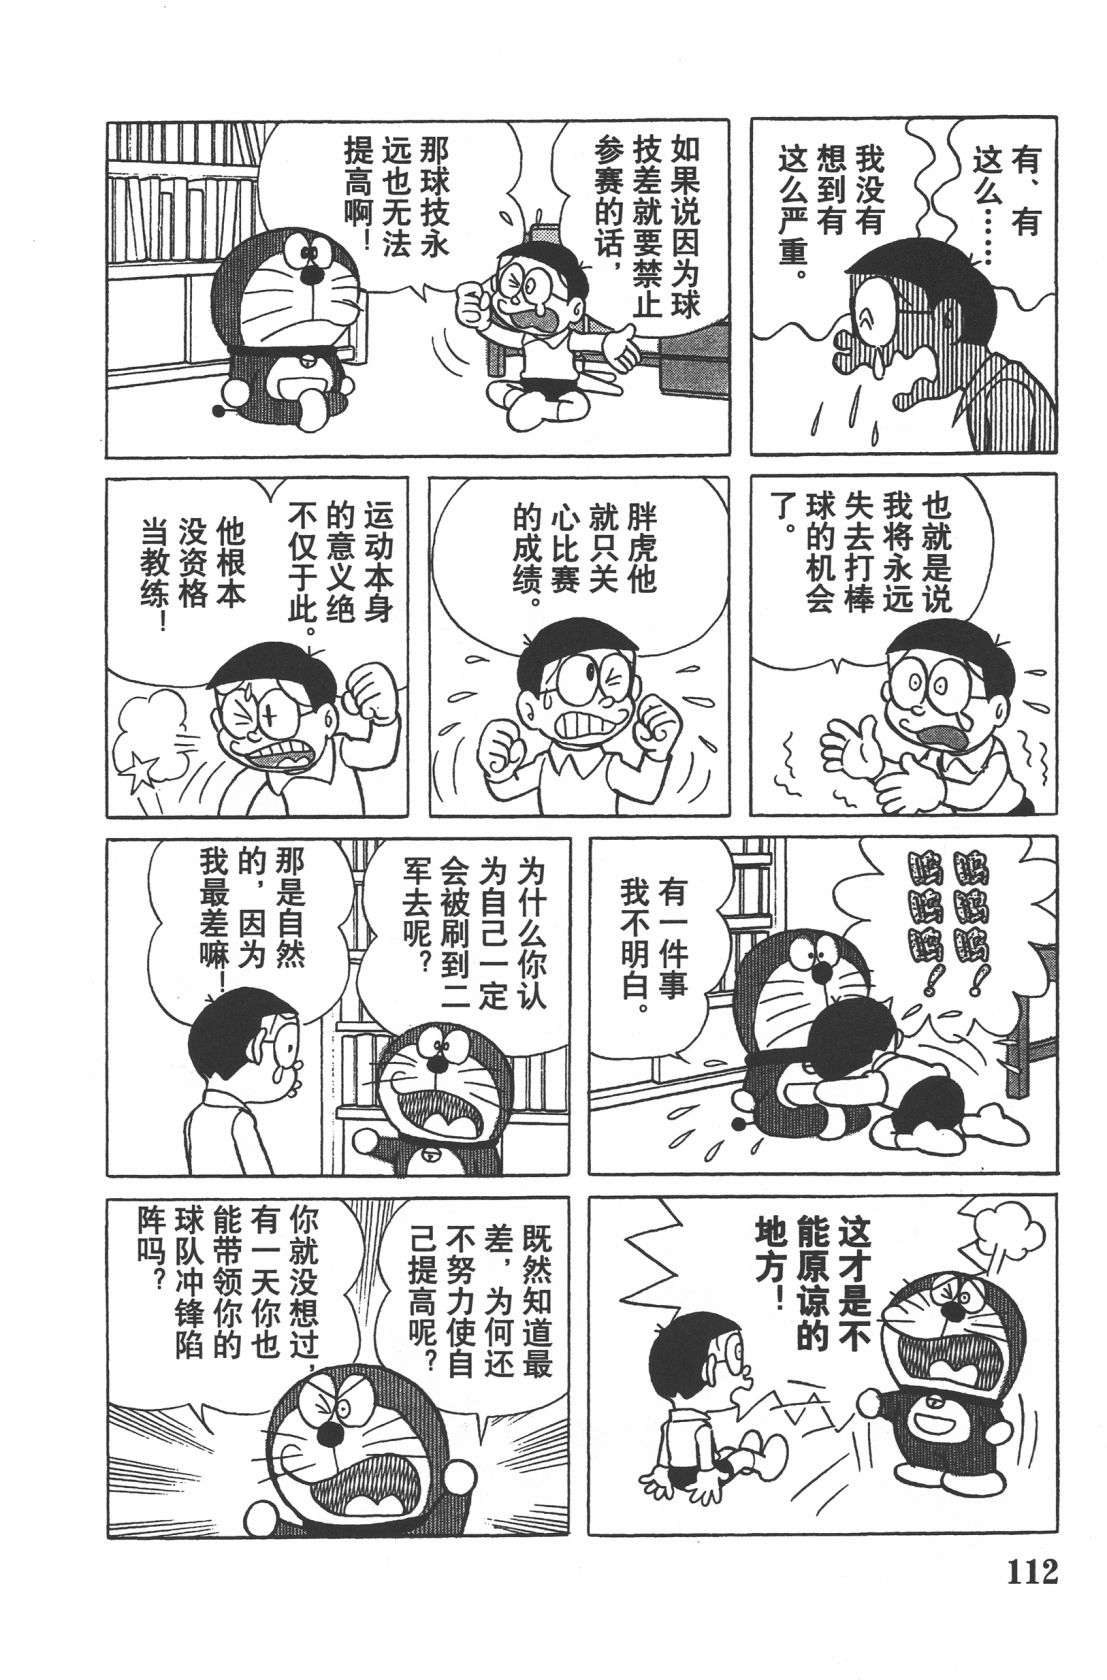 有、有
这么……
我没有
想到有
这么严重。
如果说因为球
技差就要禁止
参赛的话，
那球技永
远也无法
提高啊！
也就是说
我将永远
失去打棒
球的机会
了。
胖虎他
就只关
心比赛
的成绩。
运动本身
的意义绝
不仅于此。
他根本
没资格
当教练！
呜呜呜！
呜呜呜！
有一件事
我不明白。
为什么你认
为自己一定
会被刷到二
军去呢？
那是自然
的，因为
我最差嘛！
这才是不
能原谅的
地方！
既然知道最
差，为何还
不努力使自
己提高呢？
你就没想过，
有一天你也
能带领你的
球队冲锋陷
阵吗？
112